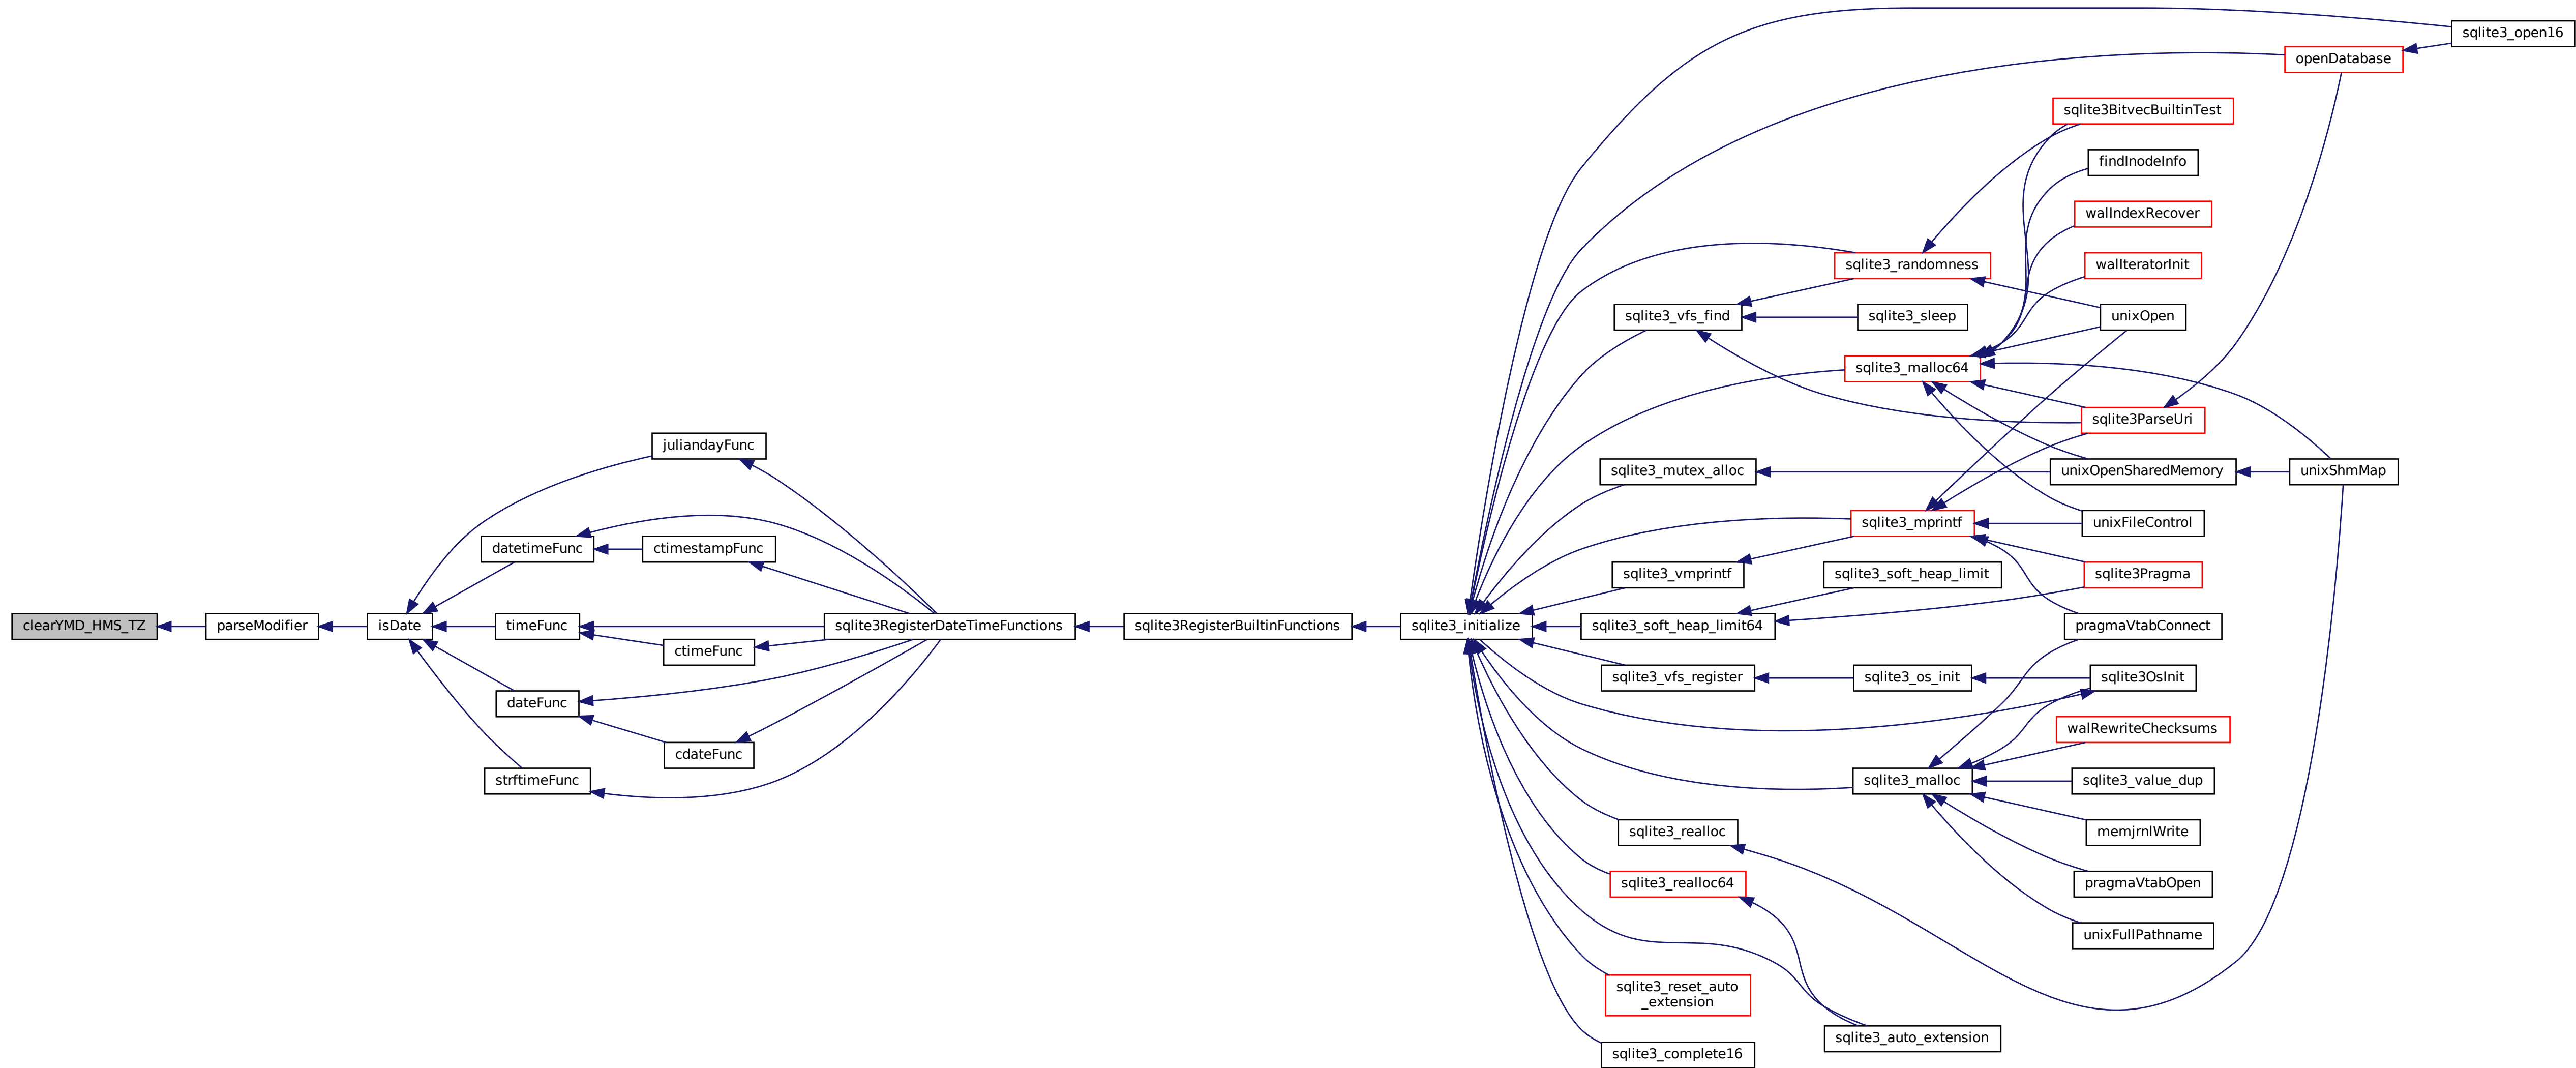 clearYMD_HMS_TZ
parseModifier
isDate
juliandayFunc
datetimeFunc
ctimestampFunc
timeFunc
ctimeFunc
dateFunc
cdateFunc
strftimeFunc
sqlite3RegisterDateTimeFunctions
sqlite3RegisterBuiltinFunctions
sqlite3_initialize
sqlite3_vfs_find
sqlite3_mutex_alloc
sqlite3_vmprintf
sqlite3_soft_heap_limit64
sqlite3_vfs_register
sqlite3_realloc
sqlite3_realloc64
sqlite3_reset_auto
_extension
sqlite3_complete16
sqlite3_randomness
sqlite3_sleep
sqlite3_malloc64
sqlite3_mprintf
sqlite3_soft_heap_limit
sqlite3_os_init
sqlite3_malloc
sqlite3_auto_extension
sqlite3BitvecBuiltinTest
findInodeInfo
walIndexRecover
walIteratorInit
unixOpen
sqlite3ParseUri
unixOpenSharedMemory
unixFileControl
sqlite3Pragma
pragmaVtabConnect
sqlite3OsInit
walRewriteChecksums
sqlite3_value_dup
memjrnlWrite
pragmaVtabOpen
unixFullPathname
openDatabase
unixShmMap
sqlite3_open16